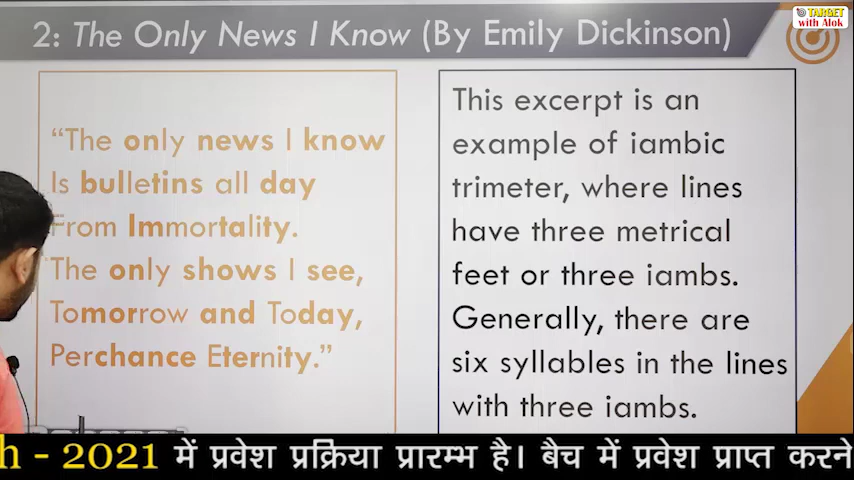 2: The Only News I Know (By Emily Dickinson)
TARGET
with Alok
“The only news I know
Is bulletins all day
From Immortality.
The only shows I see,
Tomorrow and Today,
Perchance Eternity.”
This excerpt is an
example of iambic
trimeter, where lines
have three metrical
feet or three iambs.
Generally, there are
six syllables in the lines
with three iambs.
h - 2021 में प्रवेश प्रक्रिया प्रारम्भ है। बैच में प्रवेश प्राप्त करने